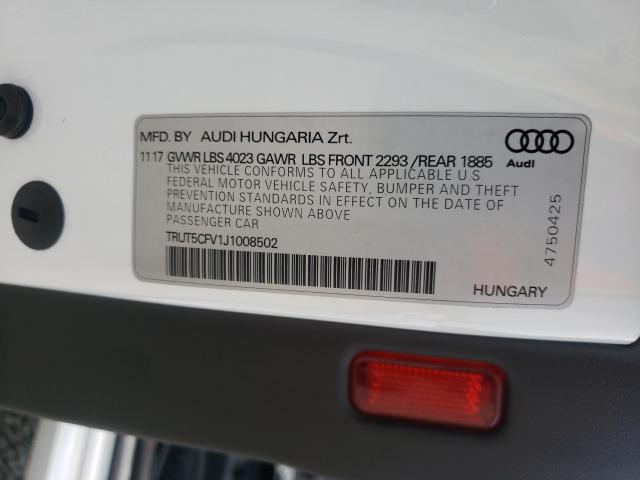 MFD. BY AUDI HUNGARIA Zrt.
11 17 GVWR LBS 4023 GAWR LBS FRONT 2293 / REAR 1885
THIS VEHICLE CONFORMS TO ALL APPLICABLE U.S.
FEDERAL MOTOR VEHICLE SAFETY, BUMPER AND THEFT
PREVENTION STANDARDS IN EFFECT ON THE DATE OF
MANUFACTURE SHOWN ABOVE
PASSENGER CAR
TRUT5CFV1J1008502
Audi
4750425
HUNGARY